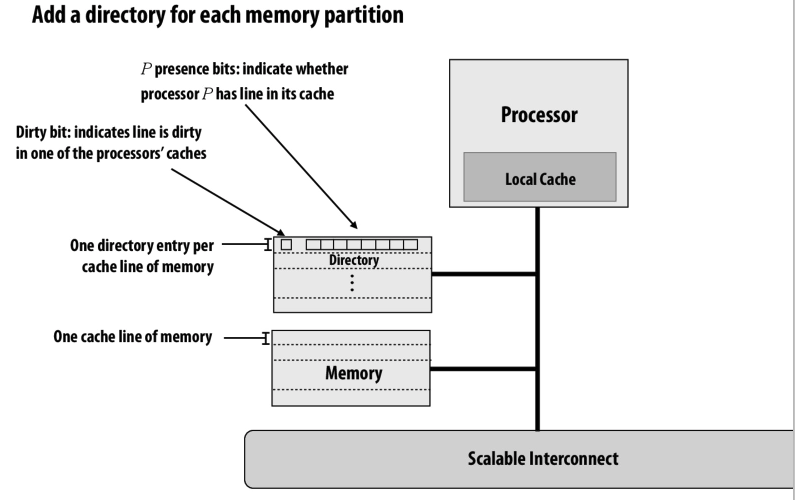 Add a directory for each memory partition
P presence bits: indicate whether
processor P has line in its cache
Dirty bit: indicates line is dirty
in one of the processors' caches
Processor
Local Cache
One directory entry per
cache line of memory
Directory
One cache line of memory
Memory
Scalable Interconnect